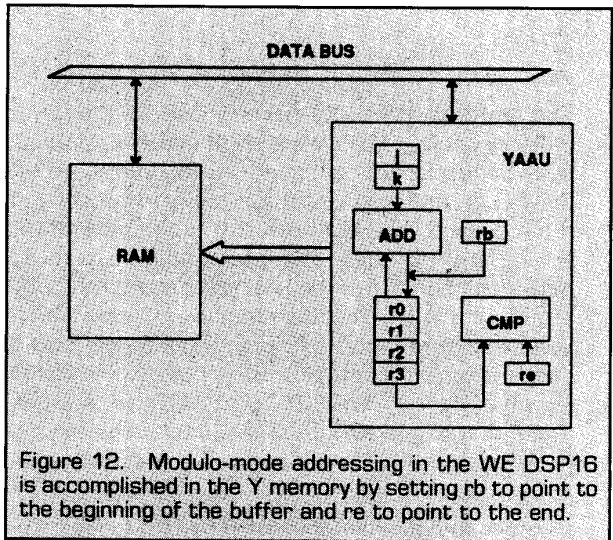 DATA BUS
YAAU
j
k
ADD
rb
RAM
r0
r1
r2
r3
CMP
re
Figure 12. Modulo-mode addressing in the WE DSP16
is accomplished in the Y memory by setting rb to point to
the beginning of the buffer and re to point to the end.